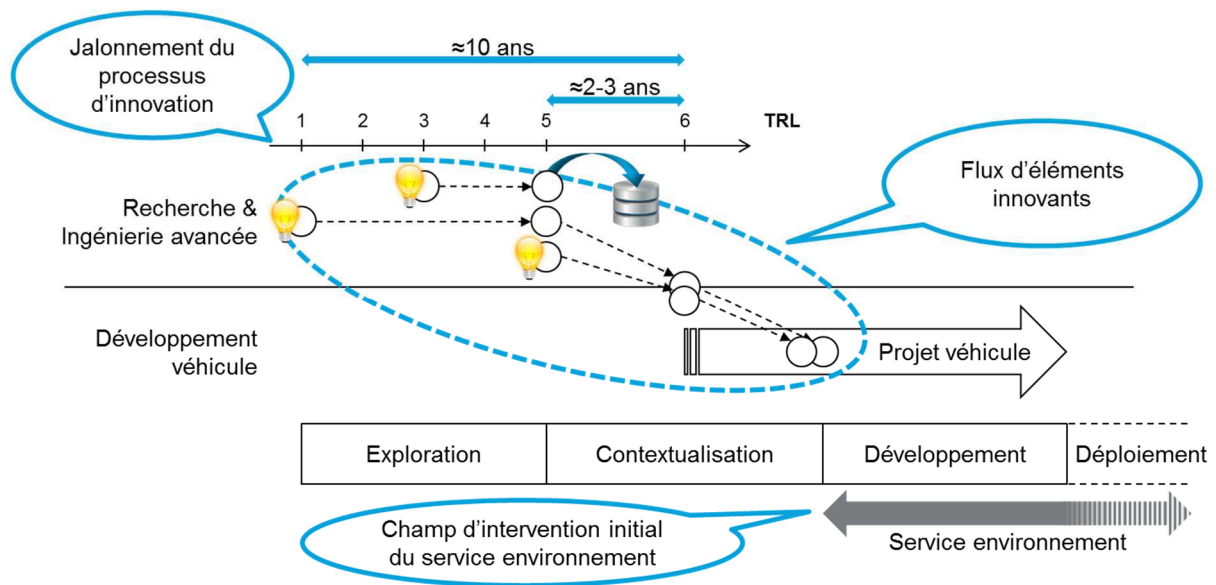 Jalonnement du
processus
d’innovation
≈10 ans
≈2-3 ans
1 2 3 4 5 6 TRL
Flux d’éléments
innovants
Recherche &
Ingénierie avancée
Développement
véhicule
Projet véhicule
Exploration Contextualisation Développement Déploiement
Champ d’intervention initial
du service environnement
Service environnement